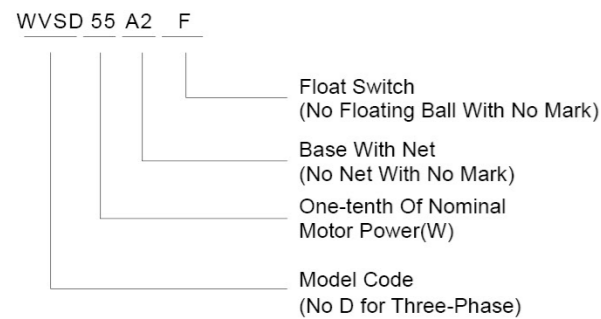 WVSD 55 A2 F
Float Switch
(No Floating Ball With No Mark)
Base With Net
(No Net With No Mark)
One-tenth Of Nominal
Motor Power(W)
Model Code
(No D for Three-Phase)